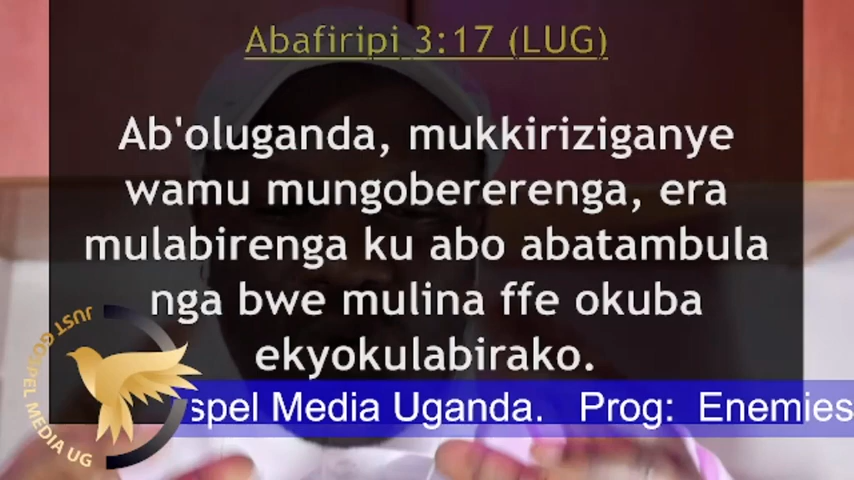 Abafiripi 3:17 (LUG)
Ab'oluganda, mukkiriziganye
wamu mungobererenga, era
mulabirenga ku abo abatambula
nga bwe mulina ffe okuba
ekyokulabirako.
spel Media Uganda. Prog: Enemies
JUST GOSPEL MEDIA UG